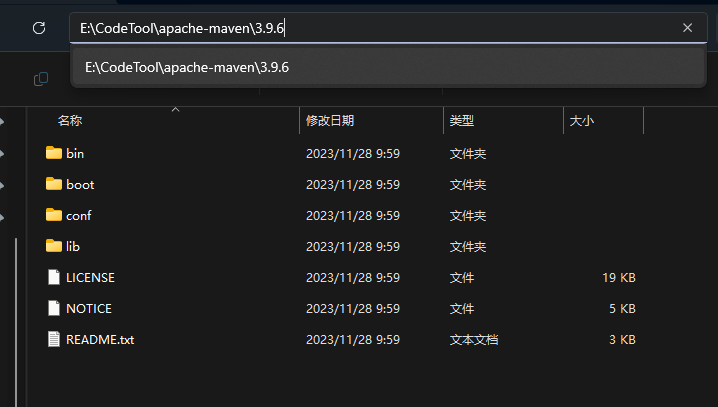 E:\CodeTool\apache-maven\3.9.6
E:\CodeTool\apache-maven\3.9.6
名称 修改日期 类型 大小
bin 2023/11/28 9:59 文件夹
boot 2023/11/28 9:59 文件夹
conf 2023/11/28 9:59 文件夹
lib 2023/11/28 9:59 文件夹
LICENSE 2023/11/28 9:59 文件 19 KB
NOTICE 2023/11/28 9:59 文件 5 KB
README.txt 2023/11/28 9:59 文本文档 3 KB